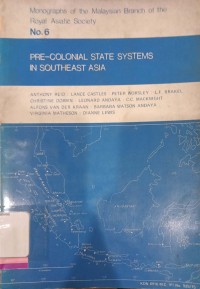 Monographs of the Malaysian Branch of the
Royal Asiatic Society
No. 6
PRE-COLONIAL STATE SYSTEMS
IN SOUTHEAST ASIA
ANTHONY REID · LANCE CASTLES · PETER WORSLEY · L.F. BRAKEL
CHRISTINE DOBBIN · LEONARD ANDAYA · C.C. MACKNIGHT
ALFONS VAN DER KRAAN · BARBARA WATSON ANDAYA
VIRGINIA MATHESON · DIANNE LEWIS